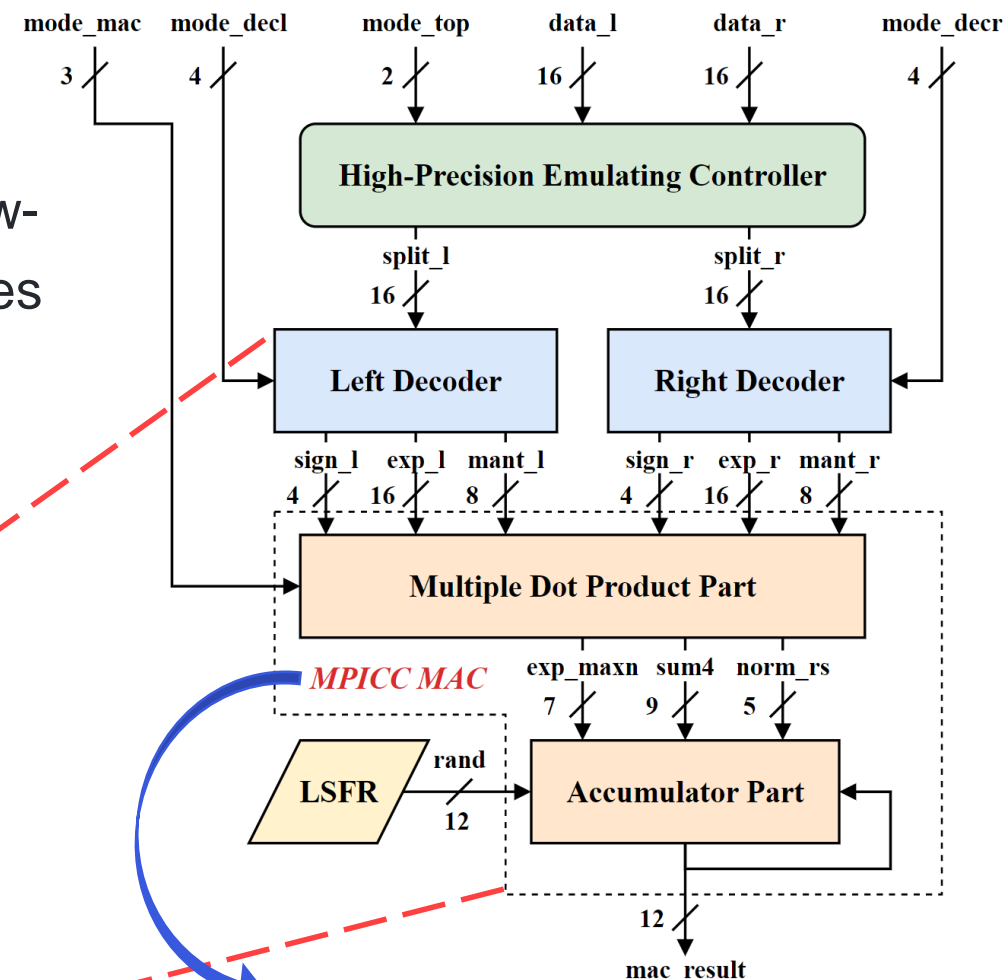 mode_mac mode_decl mode_top data_l data_r mode_decr
3 4 2 16 16 4
High-Precision Emulating Controller
w-
es
split_l split_r
16 16
Left Decoder Right Decoder
sign_l exp_l mant_l sign_r exp_r mant_r
4 16 8 4 16 8
Multiple Dot Product Part
MPICC MAC
exp_maxn sum4 norm_rs
7 9 5
LSFR
rand
12
Accumulator Part
12
mac_result